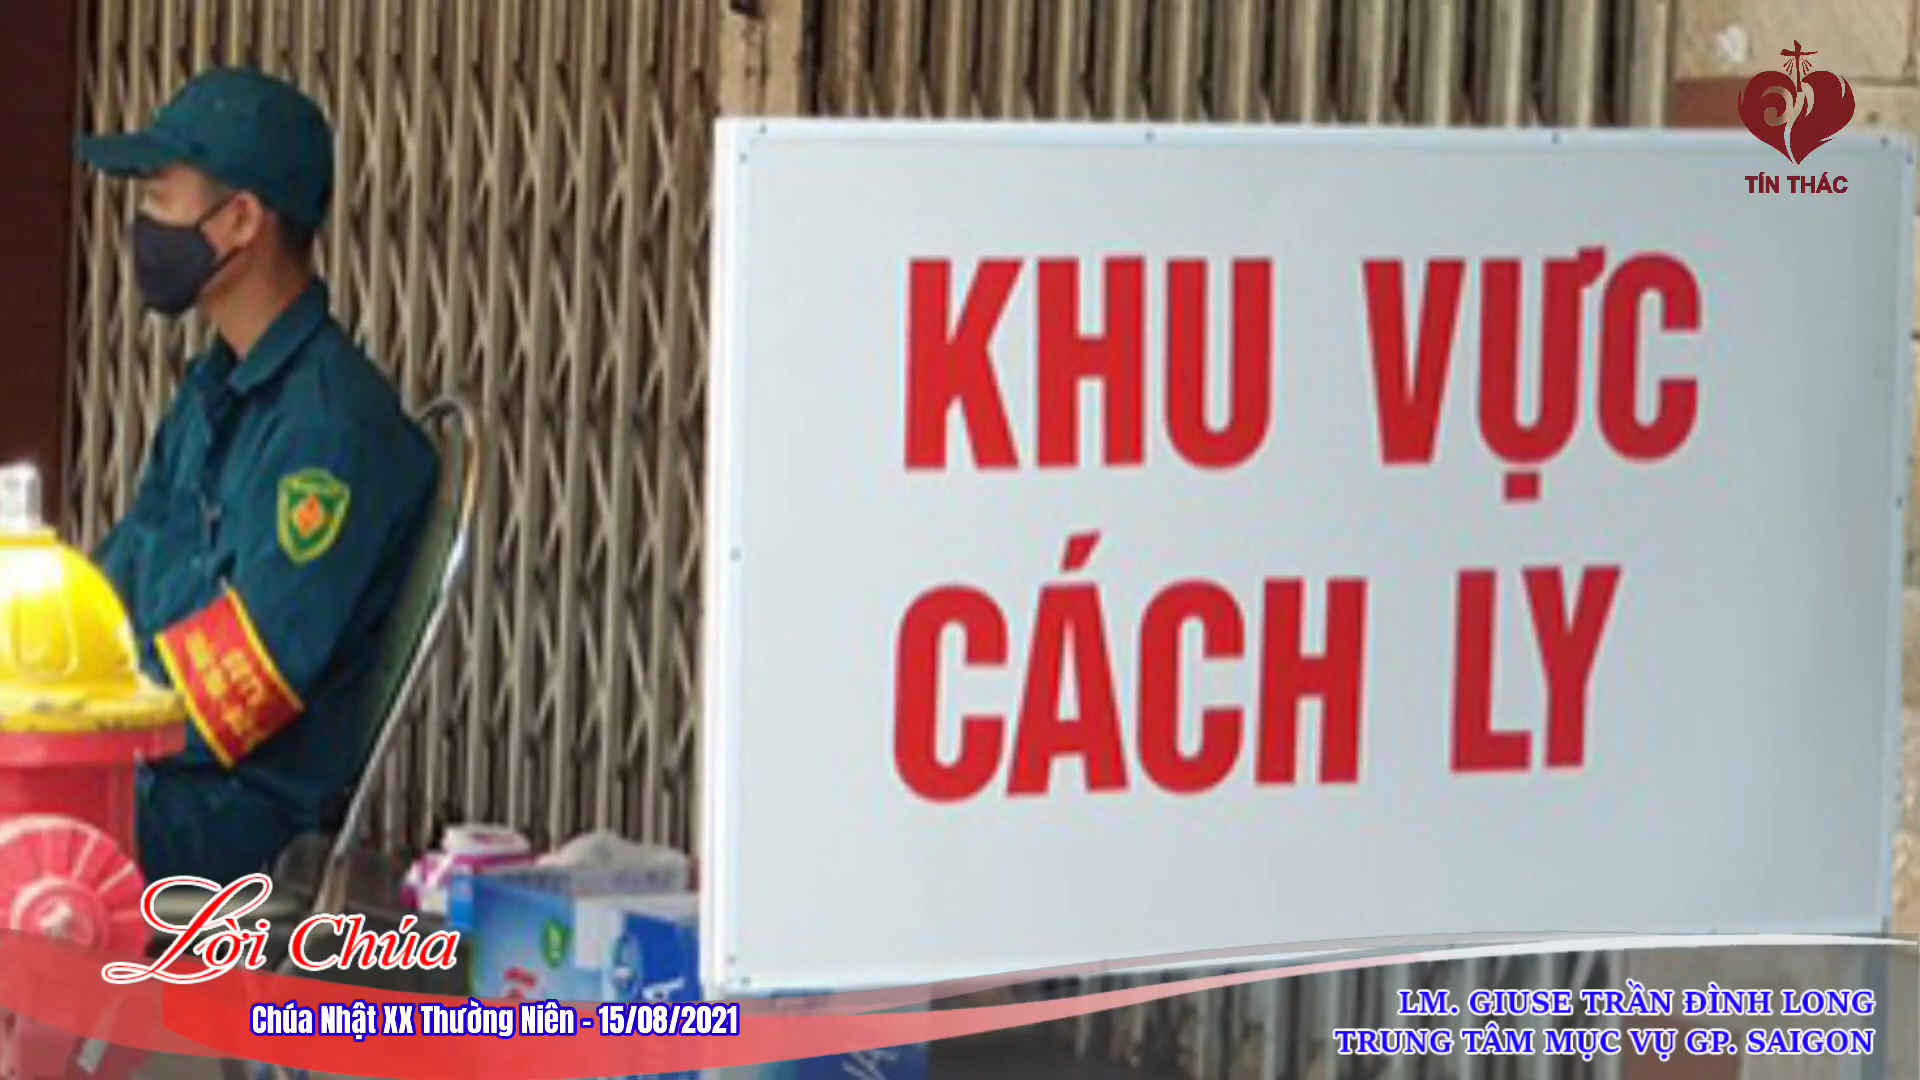 TÍN THÁC
KHU VỰC
CÁCH LY
Lời Chúa
Chúa Nhật XX Thường Niên - 15/08/2021
LM. GIUSE TRẦN ĐÌNH LONG
TRUNG TÂM MỤC VỤ GP. SAIGON